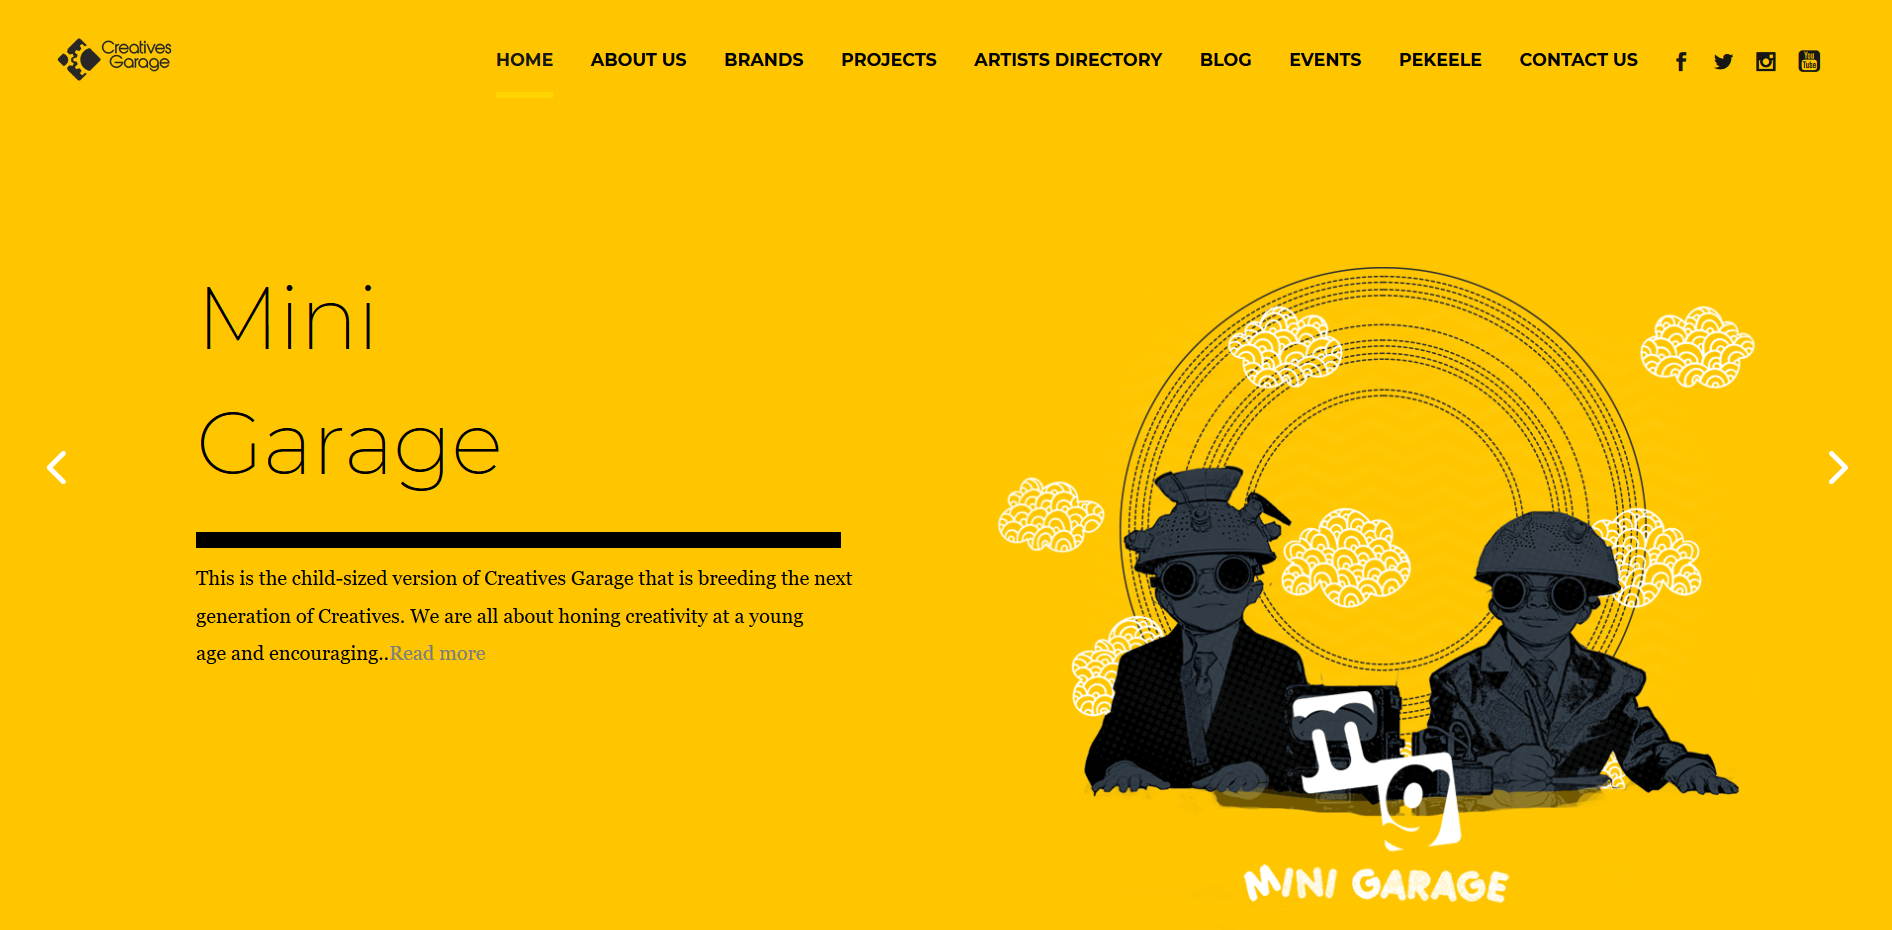 Creatives
Garage
HOME ABOUT US BRANDS PROJECTS ARTISTS DIRECTORY BLOG EVENTS PEKEELE CONTACT US
You
Tube
Mini
Garage
This is the child-sized version of Creatives Garage that is breeding the next
generation of Creatives. We are all about honing creativity at a young
age and encouraging..Read more
m
g
MINI GARAGE